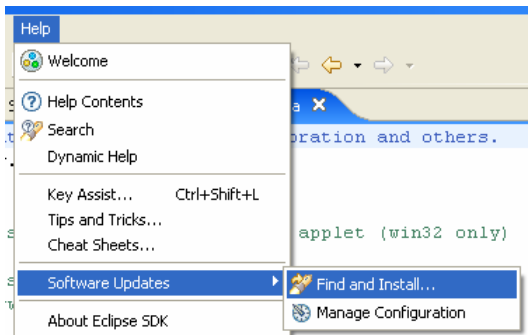 Help
Welcome
Help Contents
Search
oration and others.
Dynamic Help
Key Assist... Ctrl+Shift+L
Tips and Tricks...
applet (win32 only)
Cheat Sheets...
Software Updates
Find and Install...
Manage Configuration
About Eclipse SDK